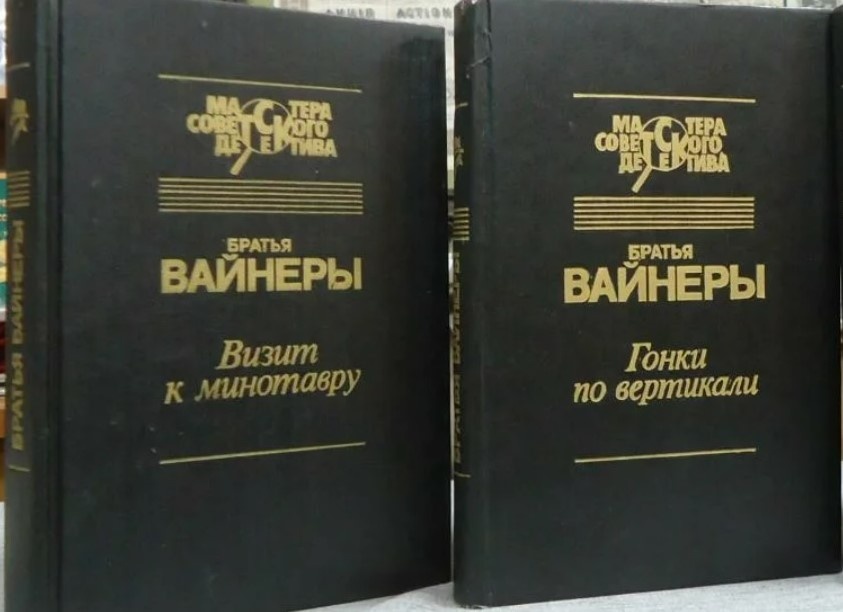 МАСТЕРА
СОВЕТСКОГО
ДЕТЕКТИВА
БРАТЬЯ
ВАЙНЕРЫ
Визит
к минотавру
БРАТЬЯ ВАЙНЕРЫ
МАСТЕРА
СОВЕТСКОГО
ДЕТЕКТИВА
БРАТЬЯ
ВАЙНЕРЫ
Гонки
по вертикали
БРАТЬЯ ВАЙНЕРЫ